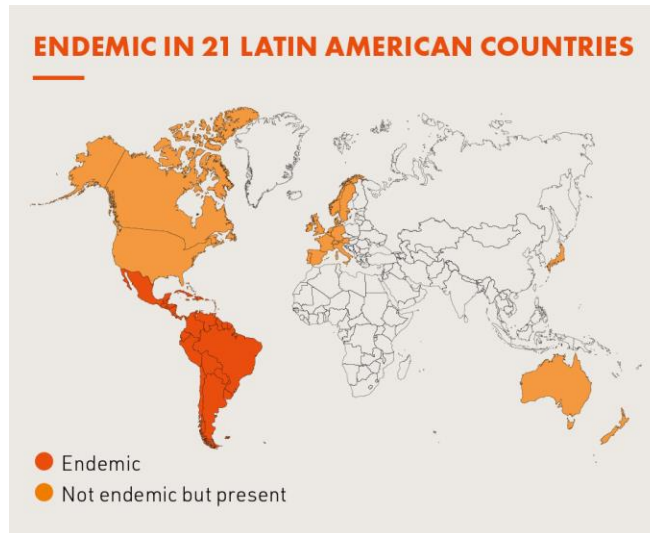 ENDEMIC IN 21 LATIN AMERICAN COUNTRIES
Endemic
Not endemic but present